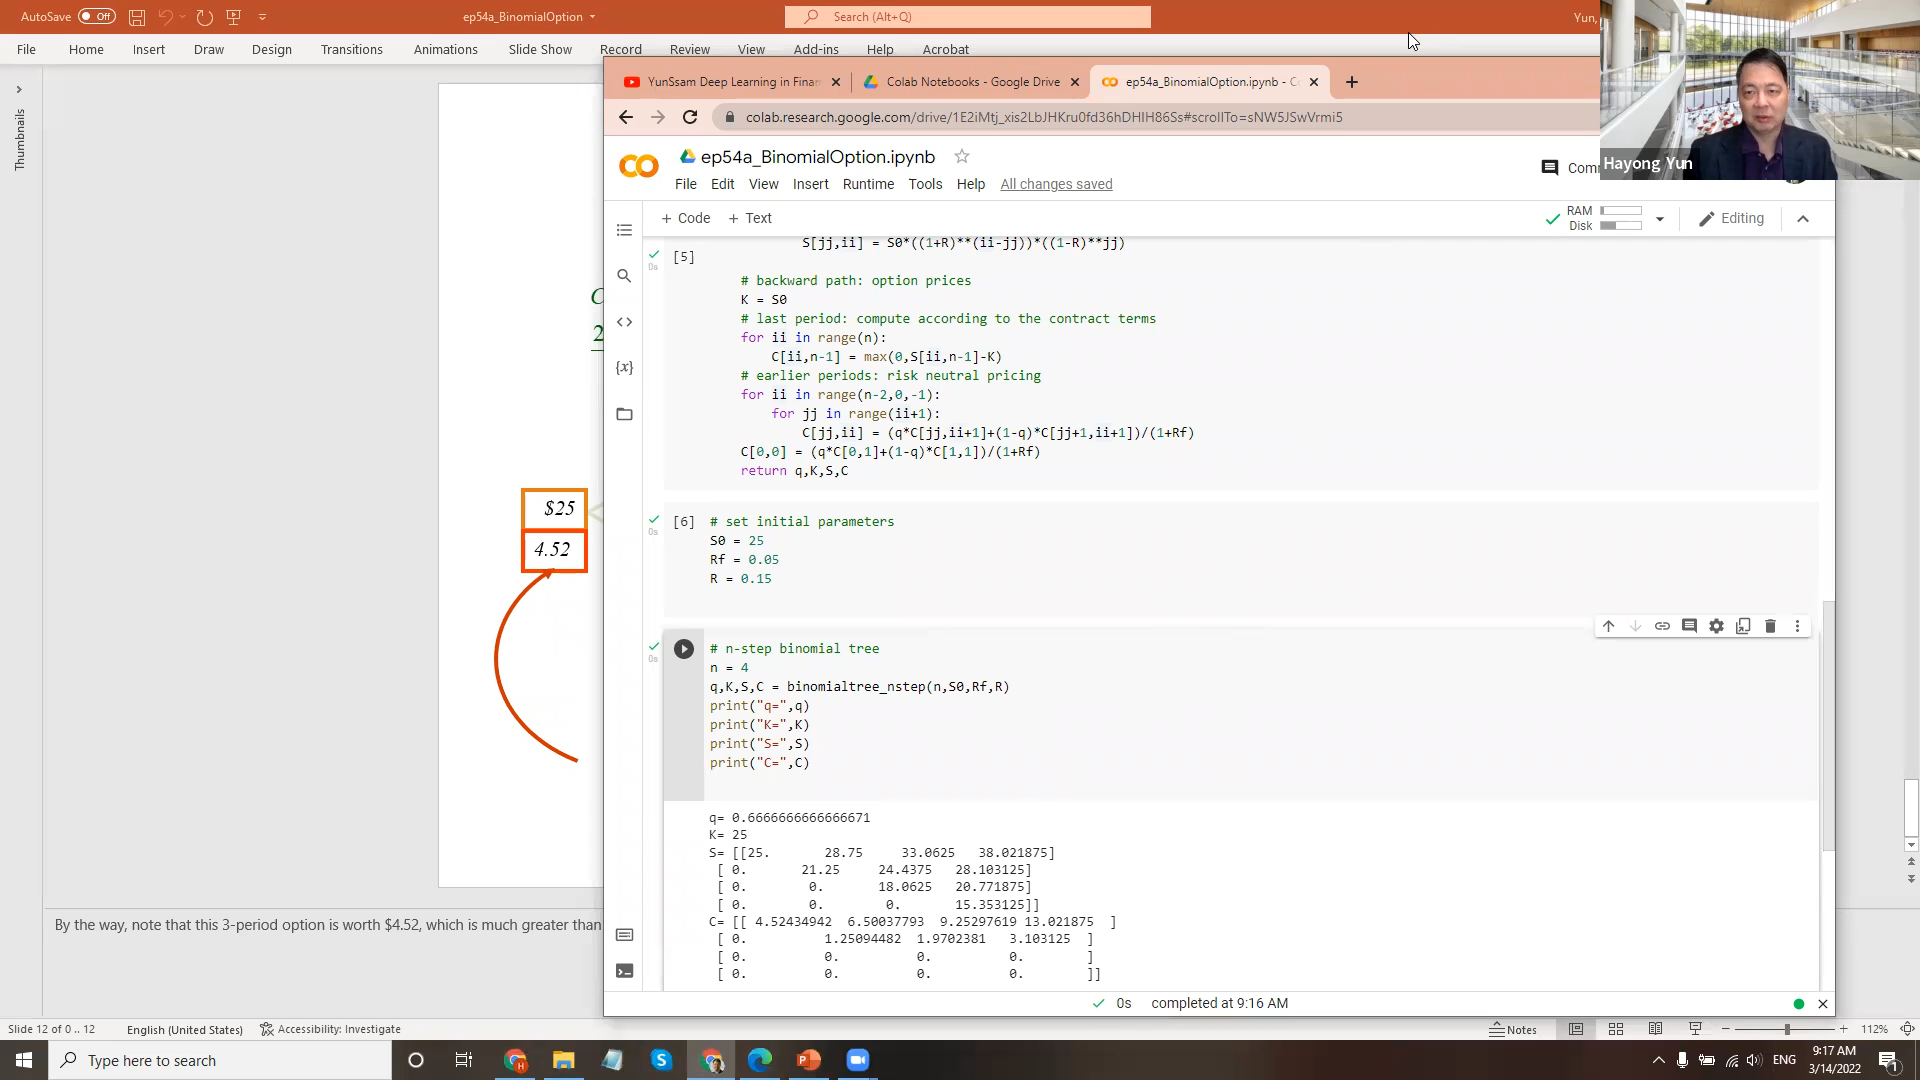 AutoSave Off
ep54a_BinomialOption
Search (Alt+Q)
Yun,
File Home Insert Draw Design Transitions Animations Slide Show Record Review View Add-ins Help Acrobat
Thumbnails
$25
4.52
By the way, note that this 3-period option is worth $4.52, which is much greater than
YunSsam Deep Learning in Finan
Colab Notebooks - Google Drive
ep54a_BinomialOption.ipynb - C
colab.research.google.com/drive/1E2iMtj_xis2LbJHKru0fd36hDHIH86Ss#scrollTo=sNW5JSwVrmi5
ep54a_BinomialOption.ipynb
File Edit View Insert Runtime Tools Help All changes saved
Hayong Yun
+ Code + Text
RAM
Disk
Editing
S[jj,ii] = S0*((1+R)**(ii-jj))*((1-R)**jj)
[5]
# backward path: option prices
K = S0
# last period: compute according to the contract terms
for ii in range(n):
C[ii,n-1] = max(0,S[ii,n-1]-K)
# earlier periods: risk neutral pricing
for ii in range(n-2,0,-1):
for jj in range(ii+1):
C[jj,ii] = (q*C[jj,ii+1]+(1-q)*C[jj+1,ii+1])/(1+Rf)
C[0,0] = (q*C[0,1]+(1-q)*C[1,1])/(1+Rf)
return q,K,S,C
[6] # set initial parameters
S0 = 25
Rf = 0.05
R = 0.15
# n-step binomial tree
n = 4
q,K,S,C = binomialtree_nstep(n,S0,Rf,R)
print("q=",q)
print("K=",K)
print("S=",S)
print("C=",C)
q= 0.6666666666666671
K= 25
S= [[25. 28.75 33.0625 38.021875]
[ 0. 21.25 24.4375 28.103125]
[ 0. 0. 18.0625 20.771875]
[ 0. 0. 0. 15.353125]]
C= [[ 4.52434942 6.50037793 9.25297619 13.021875 ]
[ 0. 1.25094482 1.9702381 3.103125 ]
[ 0. 0. 0. 0. ]
[ 0. 0. 0. 0. ]]
0s completed at 9:16 AM
Slide 12 of 0 .. 12 English (United States) Accessibility: Investigate
Notes
112%
Type here to search
ENG
9:17 AM
3/14/2022